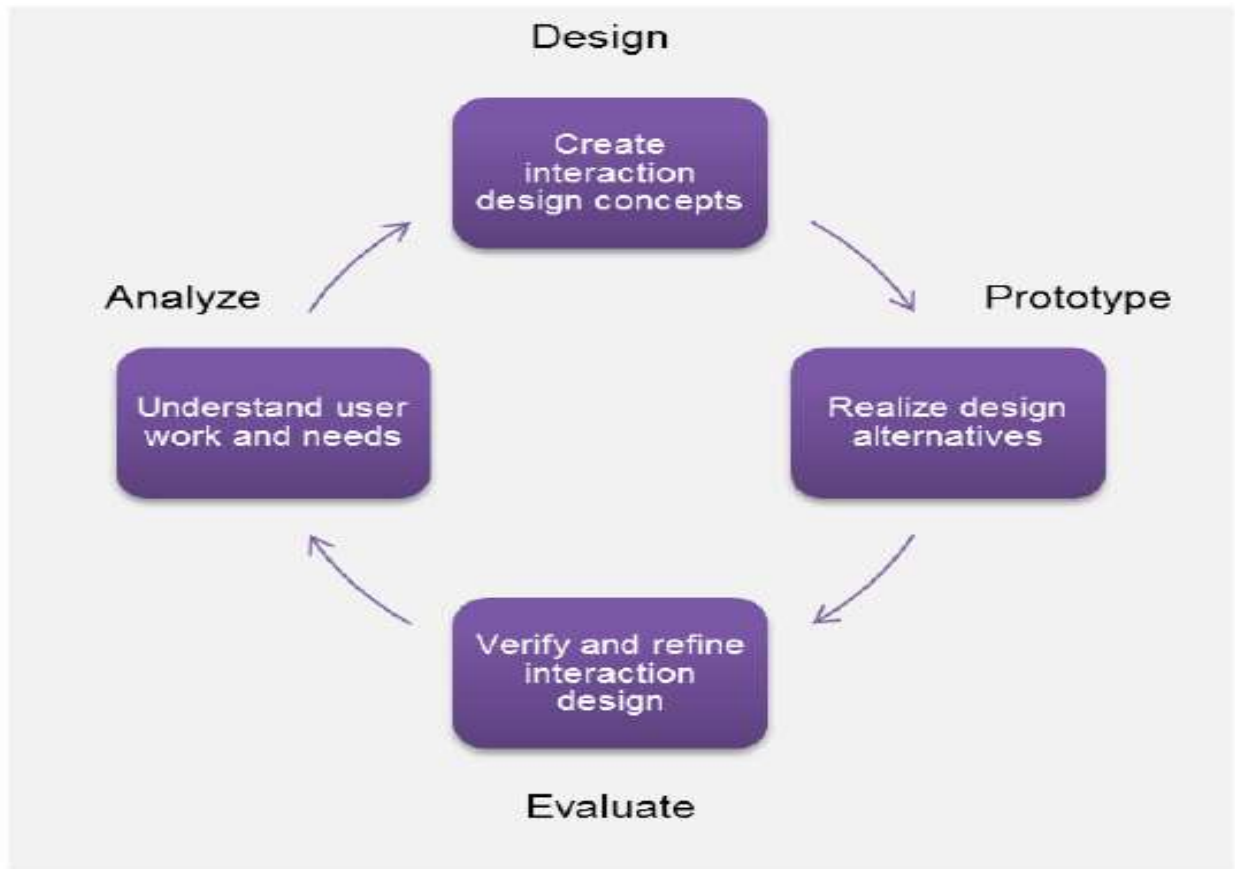 Design
Create
interaction
design concepts
Analyze
Prototype
Understand user
work and needs
Realize design
alternatives
Verify and refine
interaction
design
Evaluate